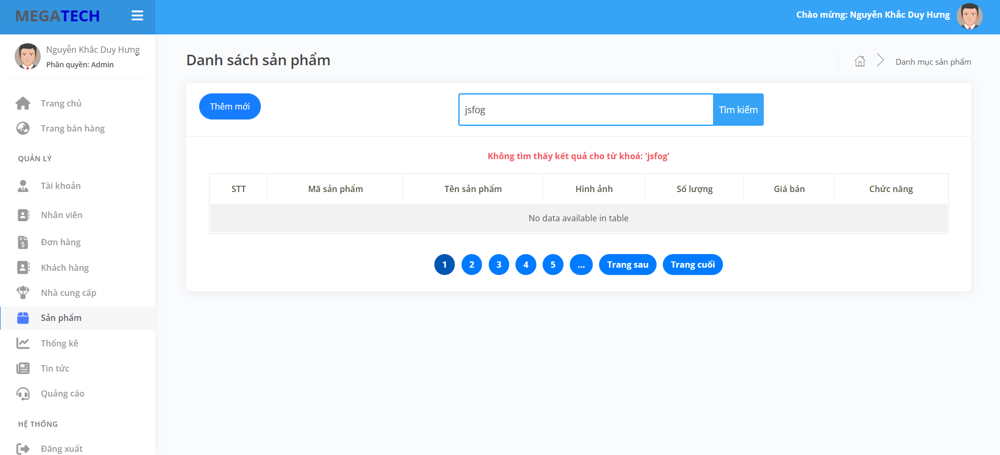 MEGATECH
Chào mừng: Nguyễn Khắc Duy Hưng
Nguyễn Khắc Duy Hưng
Phân quyền: Admin
Trang chủ
Trang bán hàng
QUẢN LÝ
Tài khoản
Nhân viên
Đơn hàng
Khách hàng
Nhà cung cấp
Sản phẩm
Thống kê
Tin tức
Quảng cáo
HỆ THỐNG
Đăng xuất
Danh sách sản phẩm
Danh mục sản phẩm
Thêm mới
jsfog
Tìm kiếm
Không tìm thấy kết quả cho từ khoá: 'jsfog'
STT Mã sản phẩm Tên sản phẩm Hình ảnh Số lượng Giá bán Chức năng
No data available in table
1 2 3 4 5 ... Trang sau Trang cuối